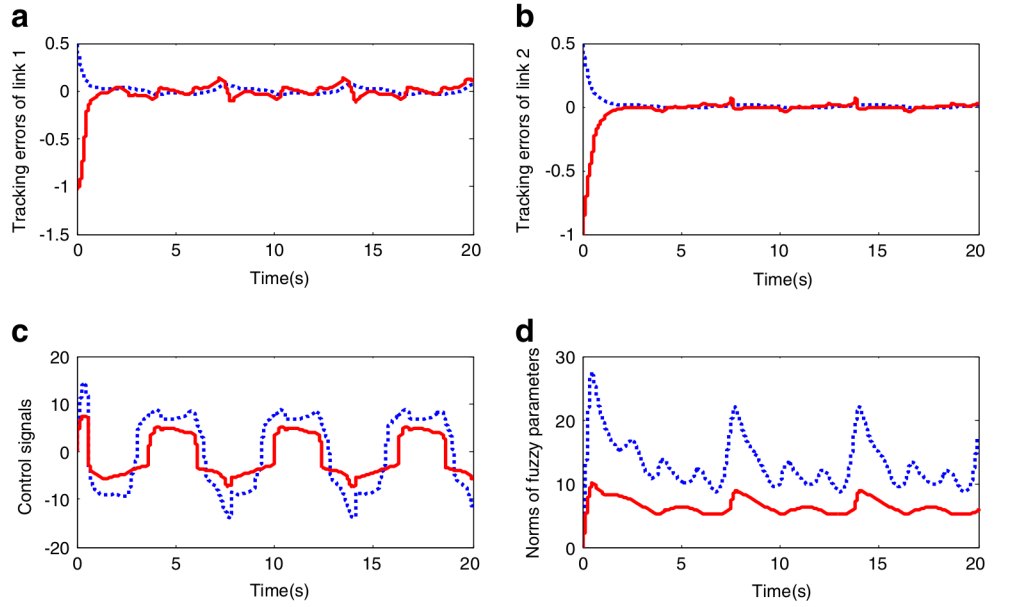 a
b
Tracking errors of link 1
0.5
0
-0.5
-1
-1.5
0 5 10 15 20
Time(s)
Tracking errors of link 2
0.5
0
-0.5
-1
0 5 10 15 20
Time(s)
c
d
Control signals
20
10
0
-10
-20
0 5 10 15 20
Time(s)
Norms of fuzzy parameters
30
20
10
0
0 5 10 15 20
Time(s)